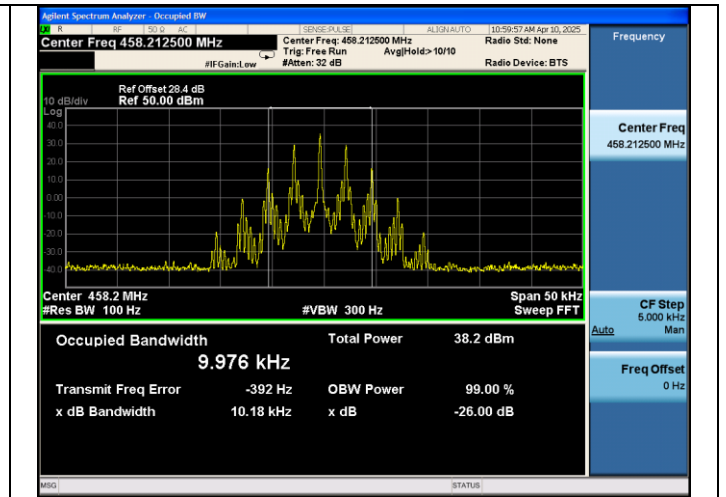 Agilent Spectrum Analyzer - Occupied BW
R RF 50 Ω AC SENSE:PULSE ALIGNAUTO 10:59:57 AM Apr 10, 2025
Center Freq 458.212500 MHz Center Freq: 458.212500 MHz Radio Std: None
Trig: Free Run Avg|Hold:> 10/10
#IFGain:Low #Atten: 32 dB Radio Device: BTS
Frequency
Ref Offset 28.4 dB
10 dB/div Ref 50.00 dBm
Log
40.0
30.0
20.0
10.0
0.00
-10.0
-20.0
-30.0
-40.0
Center 458.2 MHz Span 50 kHz
#Res BW 100 Hz #VBW 300 Hz Sweep FFT
Occupied Bandwidth Total Power 38.2 dBm
9.976 kHz
Transmit Freq Error -392 Hz OBW Power 99.00 %
x dB Bandwidth 10.18 kHz x dB -26.00 dB
Center Freq
458.212500 MHz
CF Step
5.000 kHz
Auto Man
Freq Offset
0 Hz
MSG STATUS